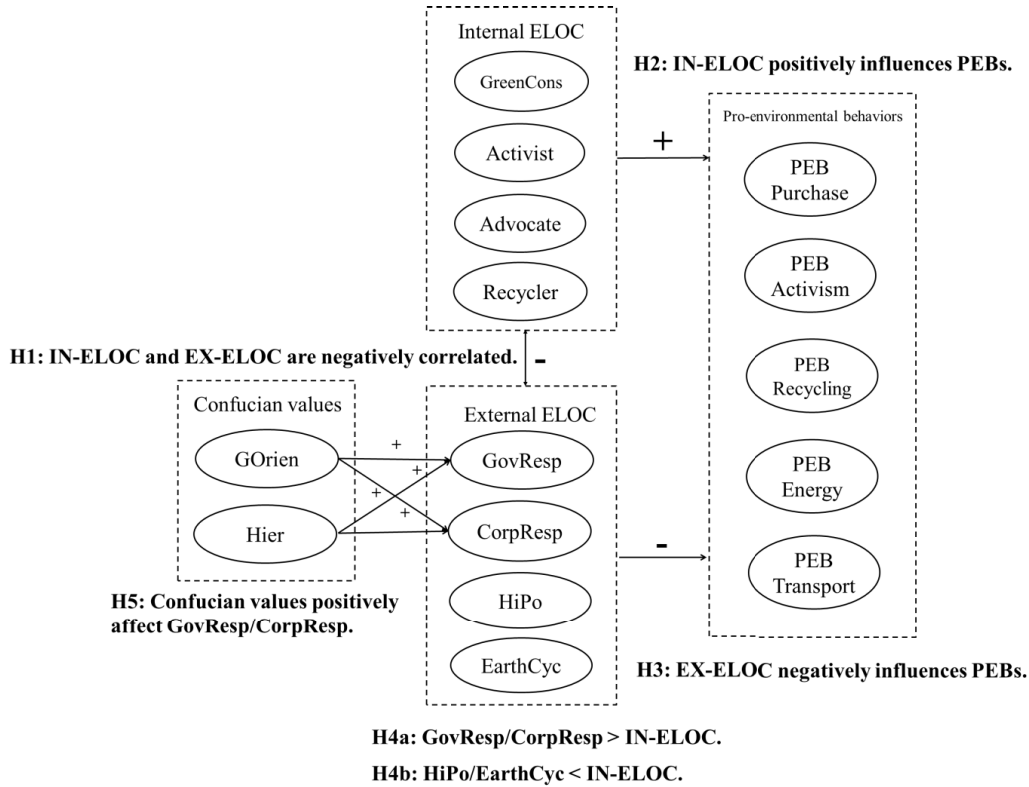 Internal ELOC
GreenCons
Activist
Advocate
Recycler
H2: IN-ELOC positively influences PEBs.
+
Pro-environmental behaviors
PEB
Purchase
PEB
Activism
PEB
Recycling
PEB
Energy
PEB
Transport
H1: IN-ELOC and EX-ELOC are negatively correlated.
-
Confucian values
GOrien
Hier
+
+
+
+
External ELOC
GovResp
CorpResp
HiPo
EarthCyc
-
H5: Confucian values positively
affect GovResp/CorpResp.
H3: EX-ELOC negatively influences PEBs.
H4a: GovResp/CorpResp > IN-ELOC.
H4b: HiPo/EarthCyc < IN-ELOC.